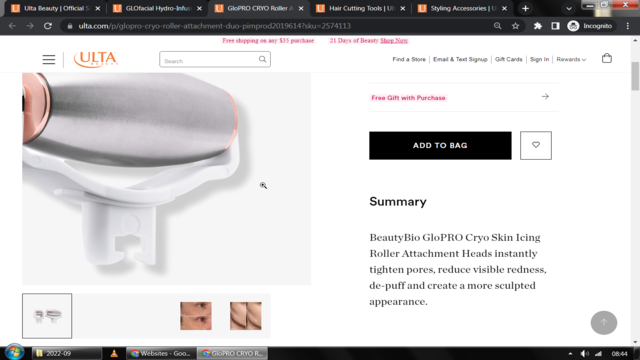 Ulta Beauty | Official S
GLOfacial Hydro-Infus
GloPRO CRYO Roller A
Hair Cutting Tools | Ult
Styling Accessories | U
ulta.com/p/glopro-cryo-roller-attachment-duo-pimprod2019614?sku=2574113
Incognito
Free shipping on any $35 purchase
21 Days of Beauty Shop Now
ULTA
BEAUTY
Search
Find a Store
Email & Text Signup
Gift Cards
Sign In
Rewards
Free Gift with Purchase
ADD TO BAG
Summary
BeautyBio GloPRO Cryo Skin Icing
Roller Attachment Heads instantly
tighten pores, reduce visible redness,
de-puff and create a more sculpted
appearance.
2022-09
Websites - Goo...
GloPRO CRYO R...
08:44